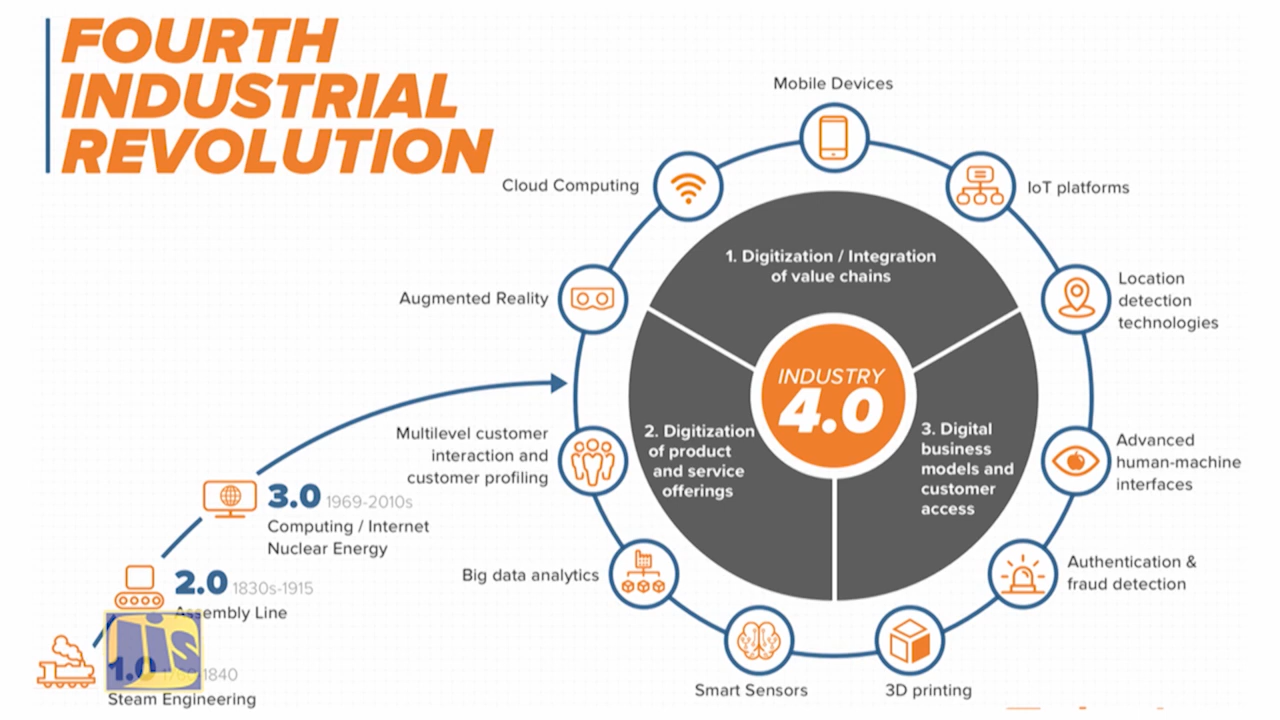 FOURTH
INDUSTRIAL
REVOLUTION
Mobile Devices
Cloud Computing
IoT platforms
Augmented Reality
Location
detection
technologies
1. Digitization / Integration
of value chains
INDUSTRY
4.0
2. Digitization
of product
and service
offerings
3. Digital
business
models and
customer
access
Multilevel customer
interaction and
customer profiling
Advanced
human-machine
interfaces
Big data analytics
Authentication &
fraud detection
Smart Sensors
3D printing
3.0 1969-2010s
Computing / Internet
Nuclear Energy
2.0 1830s-1915
Assembly Line
jis
1.0 1840
Steam Engineering